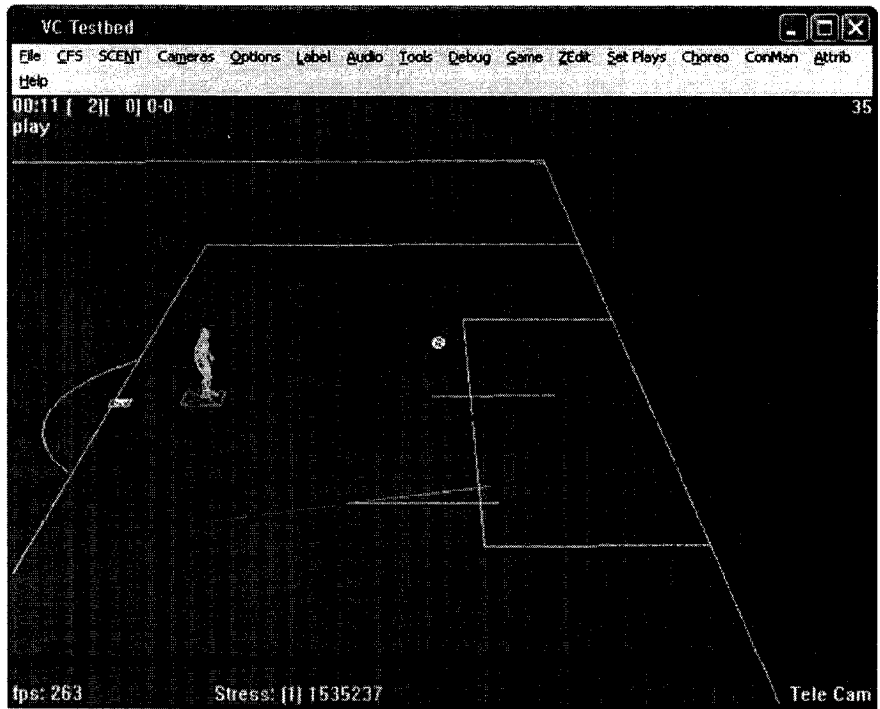 VC Testbed
File CFS SCENT Cameras Options Label Audio Tools Debug Game ZEdit Set Plays Choreo ConMan Attrib
Help
00:11 [ 2][ 0] 0-0 35
play
fps: 263 Stress: [1] 1535237 Tele Cam